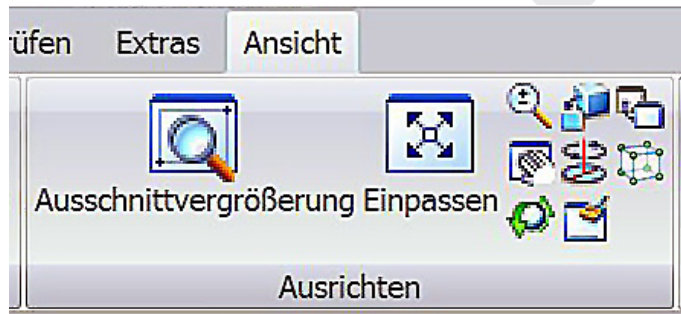 üfen Extras Ansicht
Ausschnittvergrößerung Einpassen
Ausrichten